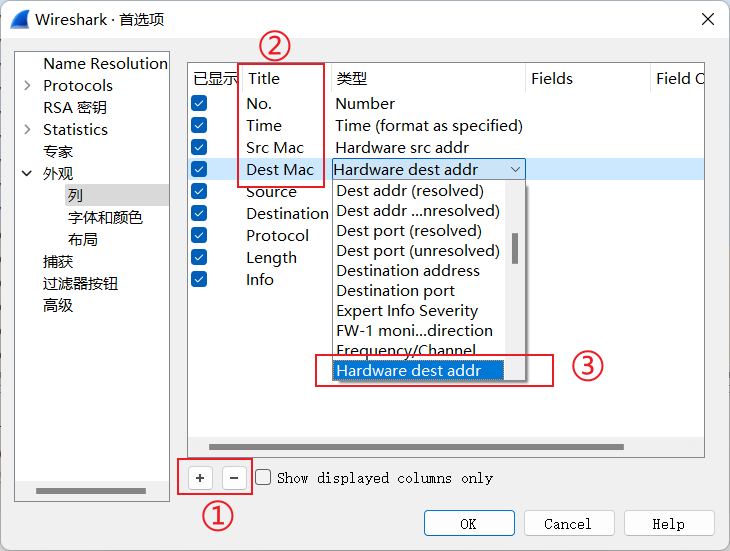 Wireshark · 首选项
Name Resolution
Protocols
RSA 密钥
Statistics
专家
外观
列
字体和颜色
布局
捕获
过滤器按钮
高级
②
已显示 Title 类型 Fields Field O
No. Number
Time Time (format as specified)
Src Mac Hardware src addr
Dest Mac Hardware dest addr
Source
Destination
Protocol
Length
Info
Dest addr (resolved)
Dest addr ...nresolved)
Dest port (resolved)
Dest port (unresolved)
Destination address
Destination port
Expert Info Severity
FW-1 moni...direction
Frequency/Channel
Hardware dest addr
③
+ − Show displayed columns only
①
OK Cancel Help